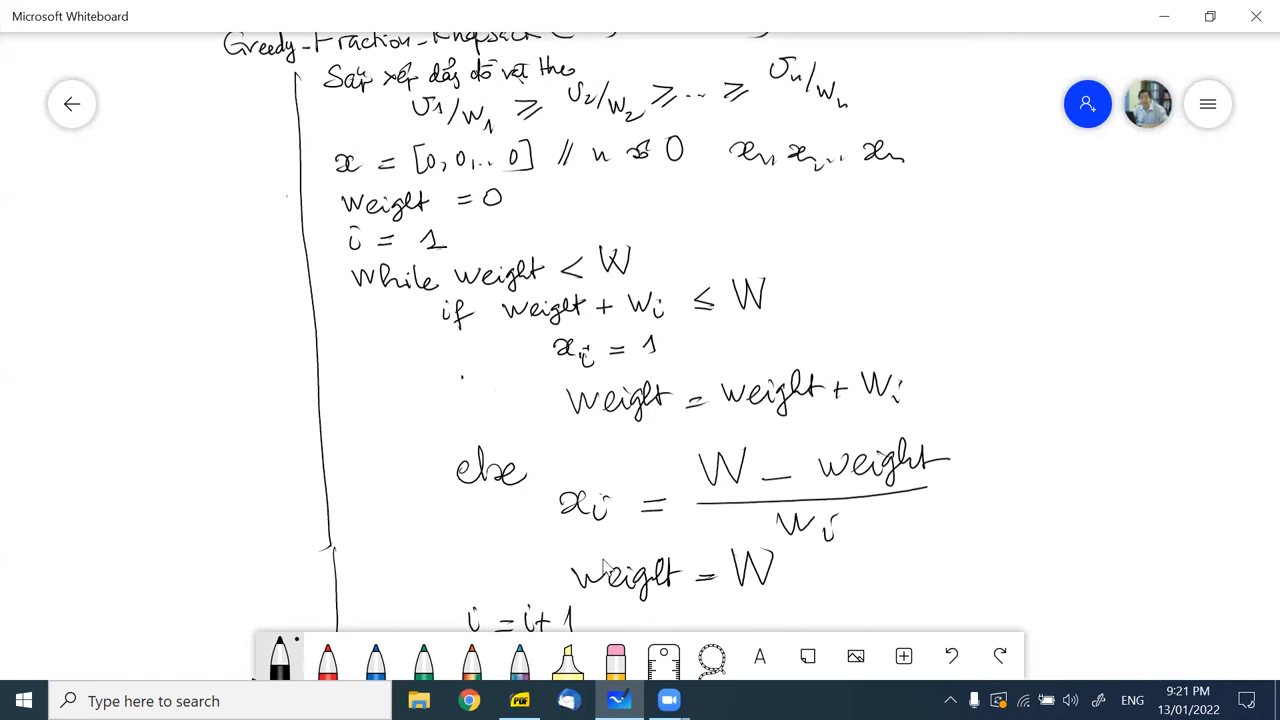 Microsoft Whiteboard
Greedy-Fraction-Knapsack (
Sắp xếp dãy đồ vật theo
v1/w1 ≥ v2/w2 ≥ ... ≥ vn/wn
x = [0, 0, .. 0] // n số 0 x1, x2 .. xn
weight = 0
i = 1
While weight < W
if weight + wi ≤ W
xi = 1
weight = weight + wi
else
xi = (W - weight) / wi
weight = W
i = i + 1
Type here to search
PDF
ENG
9:21 PM
13/01/2022